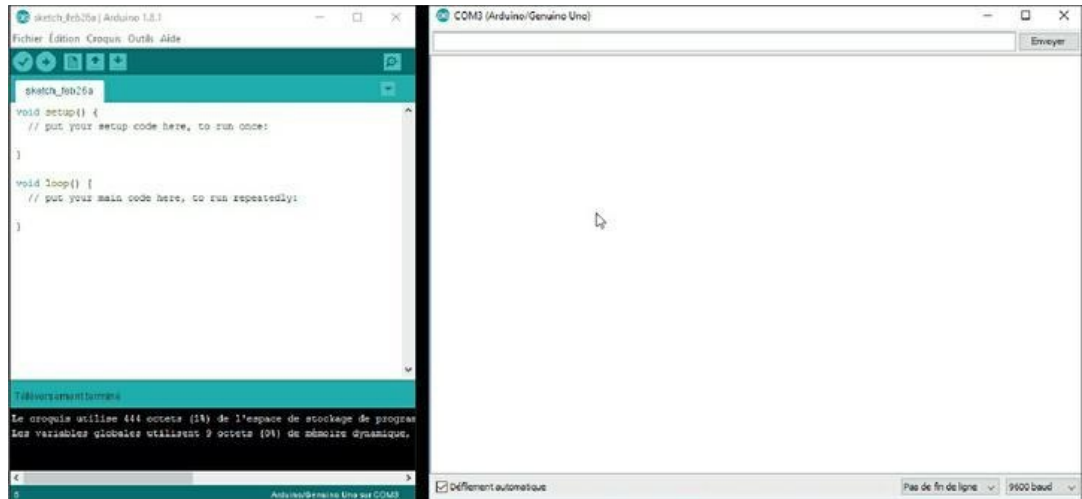 sketch_feb26a | Arduino 1.8.1
Fichier Édition Croquis Outils Aide
sketch_feb26a
void setup() {
// put your setup code here, to run once:
}
void loop() {
// put your main code here, to run repeatedly:
}
Téléversement terminé
Le croquis utilise 444 octets (1%) de l'espace de stockage de
Les variables globales utilisent 9 octets (0%) de mémoire dynamique,
6
Arduino/Genuino Uno sur COM3
COM3 (Arduino/Genuino Uno)
Envoyer
Défilement automatique
Pas de fin de ligne
9600 baud